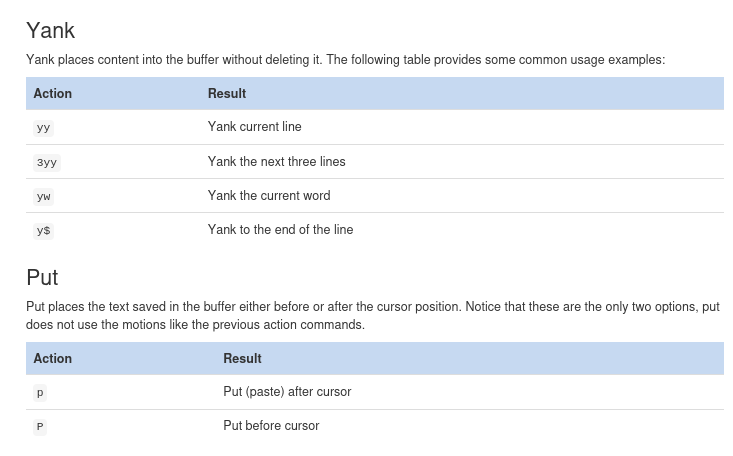 Yank
Yank places content into the buffer without deleting it. The following table provides some common usage examples:
Action Result
yy Yank current line
3yy Yank the next three lines
yw Yank the current word
y$ Yank to the end of the line
Put
Put places the text saved in the buffer either before or after the cursor position. Notice that these are the only two options, put
does not use the motions like the previous action commands.
Action Result
p Put (paste) after cursor
P Put before cursor